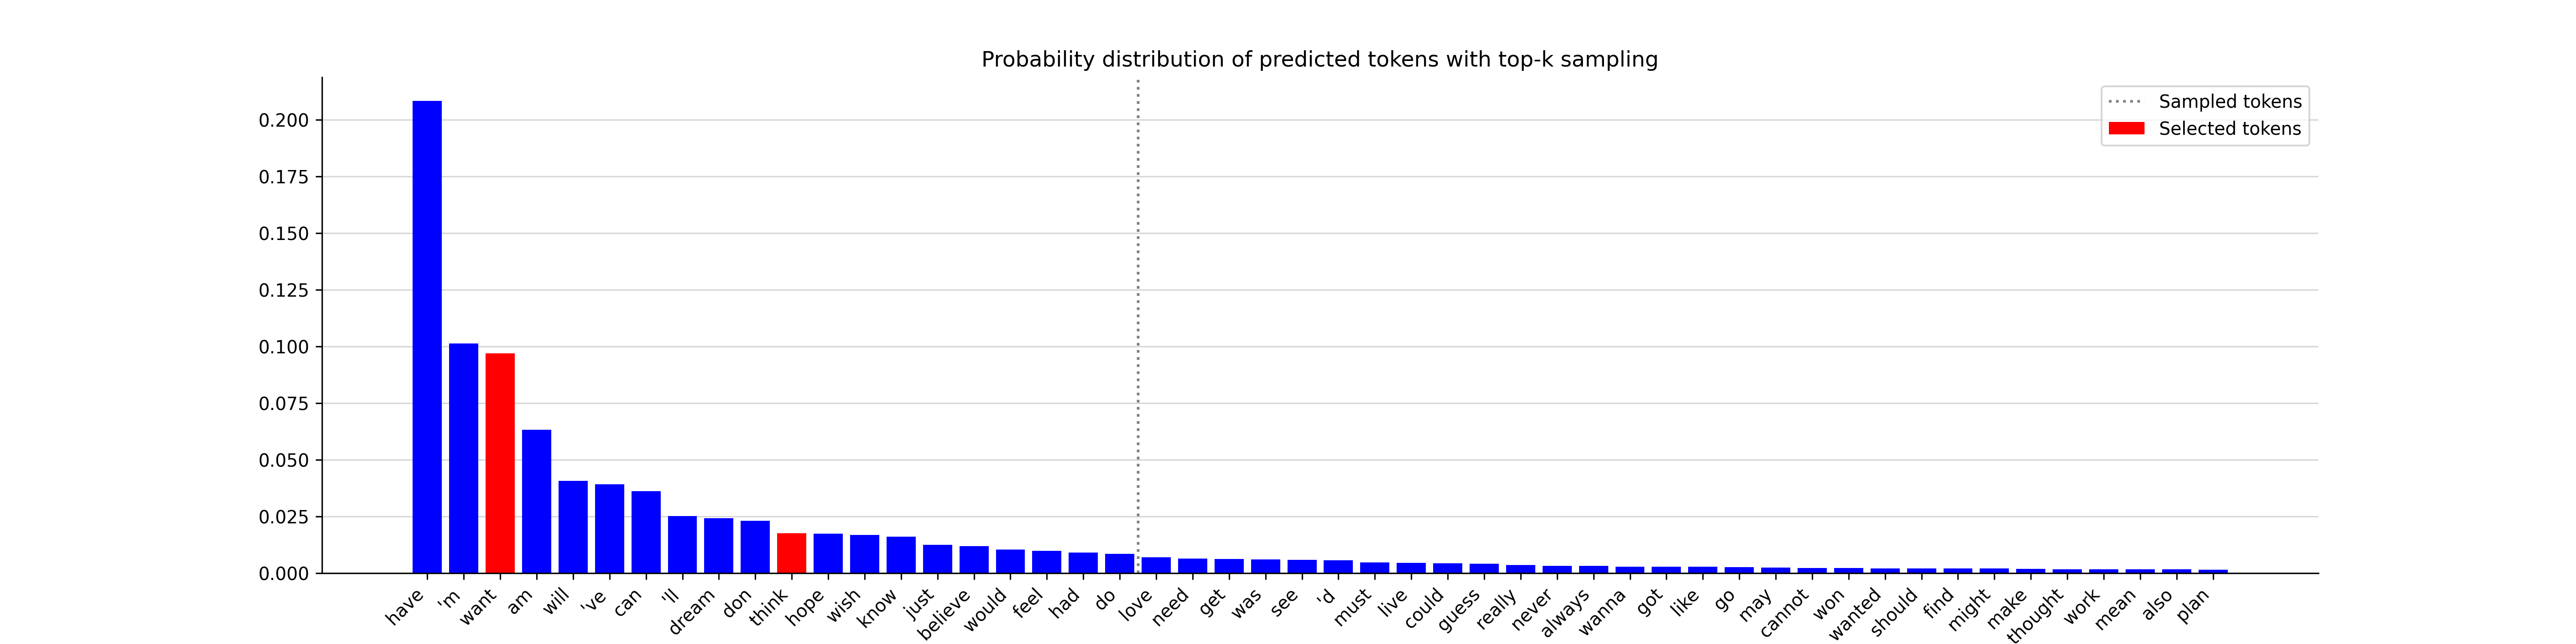 Probability distribution of predicted tokens with top-k sampling
Sampled tokens
Selected tokens
0.200
0.175
0.150
0.125
0.100
0.075
0.050
0.025
0.000
have
'm
want
am
will
've
can
'll
dream
don
think
hope
wish
know
just
believe
would
feel
had
do
love
need
get
was
see
'd
must
live
could
guess
really
never
always
wanna
got
like
go
may
cannot
won
wanted
should
find
might
make
thought
work
mean
also
plan